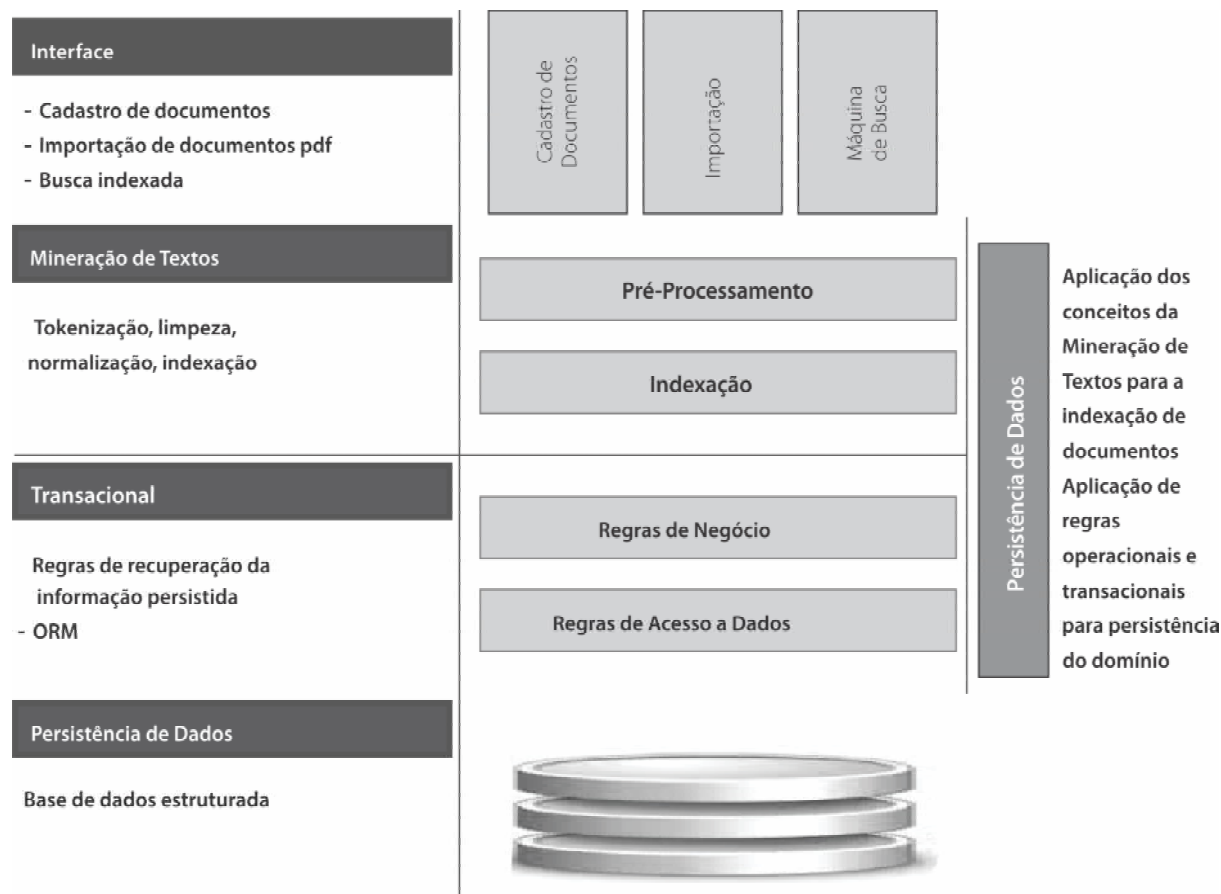 Interface
- Cadastro de documentos
- Importação de documentos pdf
- Busca indexada
Cadastro de
Documentos
Importação
Máquina
de Busca
Mineração de Textos
Tokenização, limpeza,
normalização, indexação
Pré-Processamento
Indexação
Transacional
Regras de recuperação da
informação persistida
- ORM
Regras de Negócio
Regras de Acesso a Dados
Persistência de Dados
Aplicação dos
conceitos da
Mineração de
Textos para a
indexação de
documentos
Aplicação de
regras
operacionais e
transacionais
para persistência
do domínio
Persistência de Dados
Base de dados estruturada